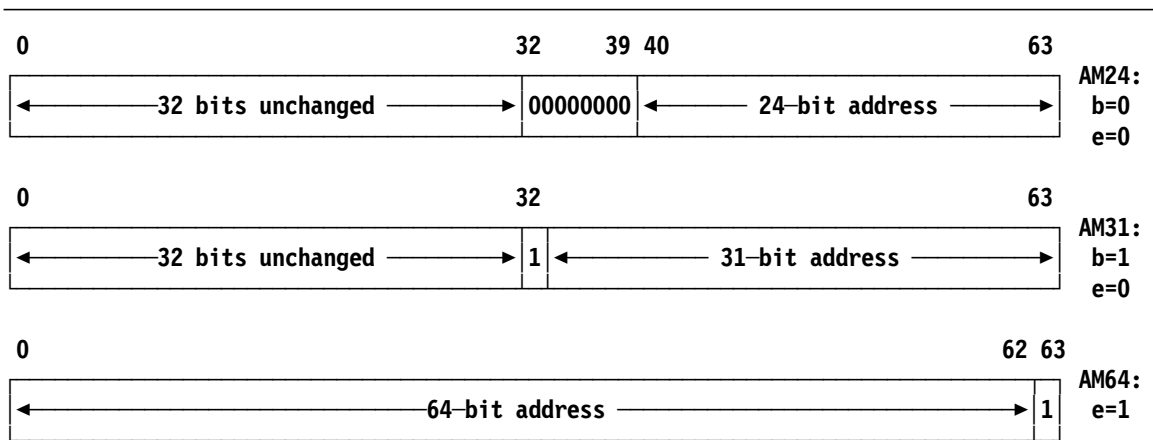 0 32 39 40 63
AM24:
32 bits unchanged 00000000 24-bit address b=0
e=0
0 32 63
AM31:
32 bits unchanged 1 31-bit address b=1
e=0
0 62 63
AM64:
64-bit address 1 e=1